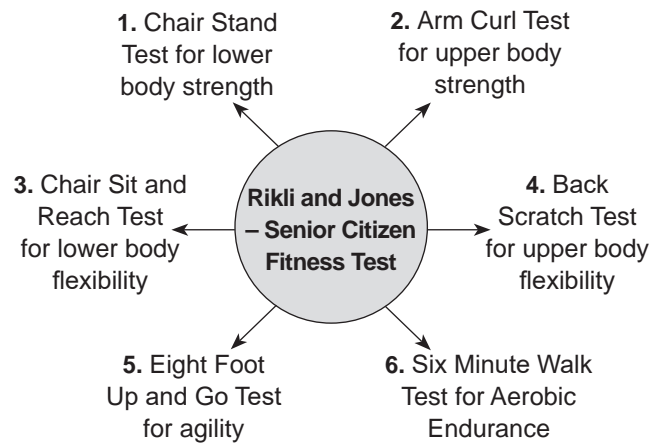 1. Chair Stand
Test for lower
body strength
2. Arm Curl Test
for upper body
strength
3. Chair Sit and
Reach Test
for lower body
flexibility
Rikli and Jones
– Senior Citizen
Fitness Test
4. Back
Scratch Test
for upper body
flexibility
5. Eight Foot
Up and Go Test
for agility
6. Six Minute Walk
Test for Aerobic
Endurance